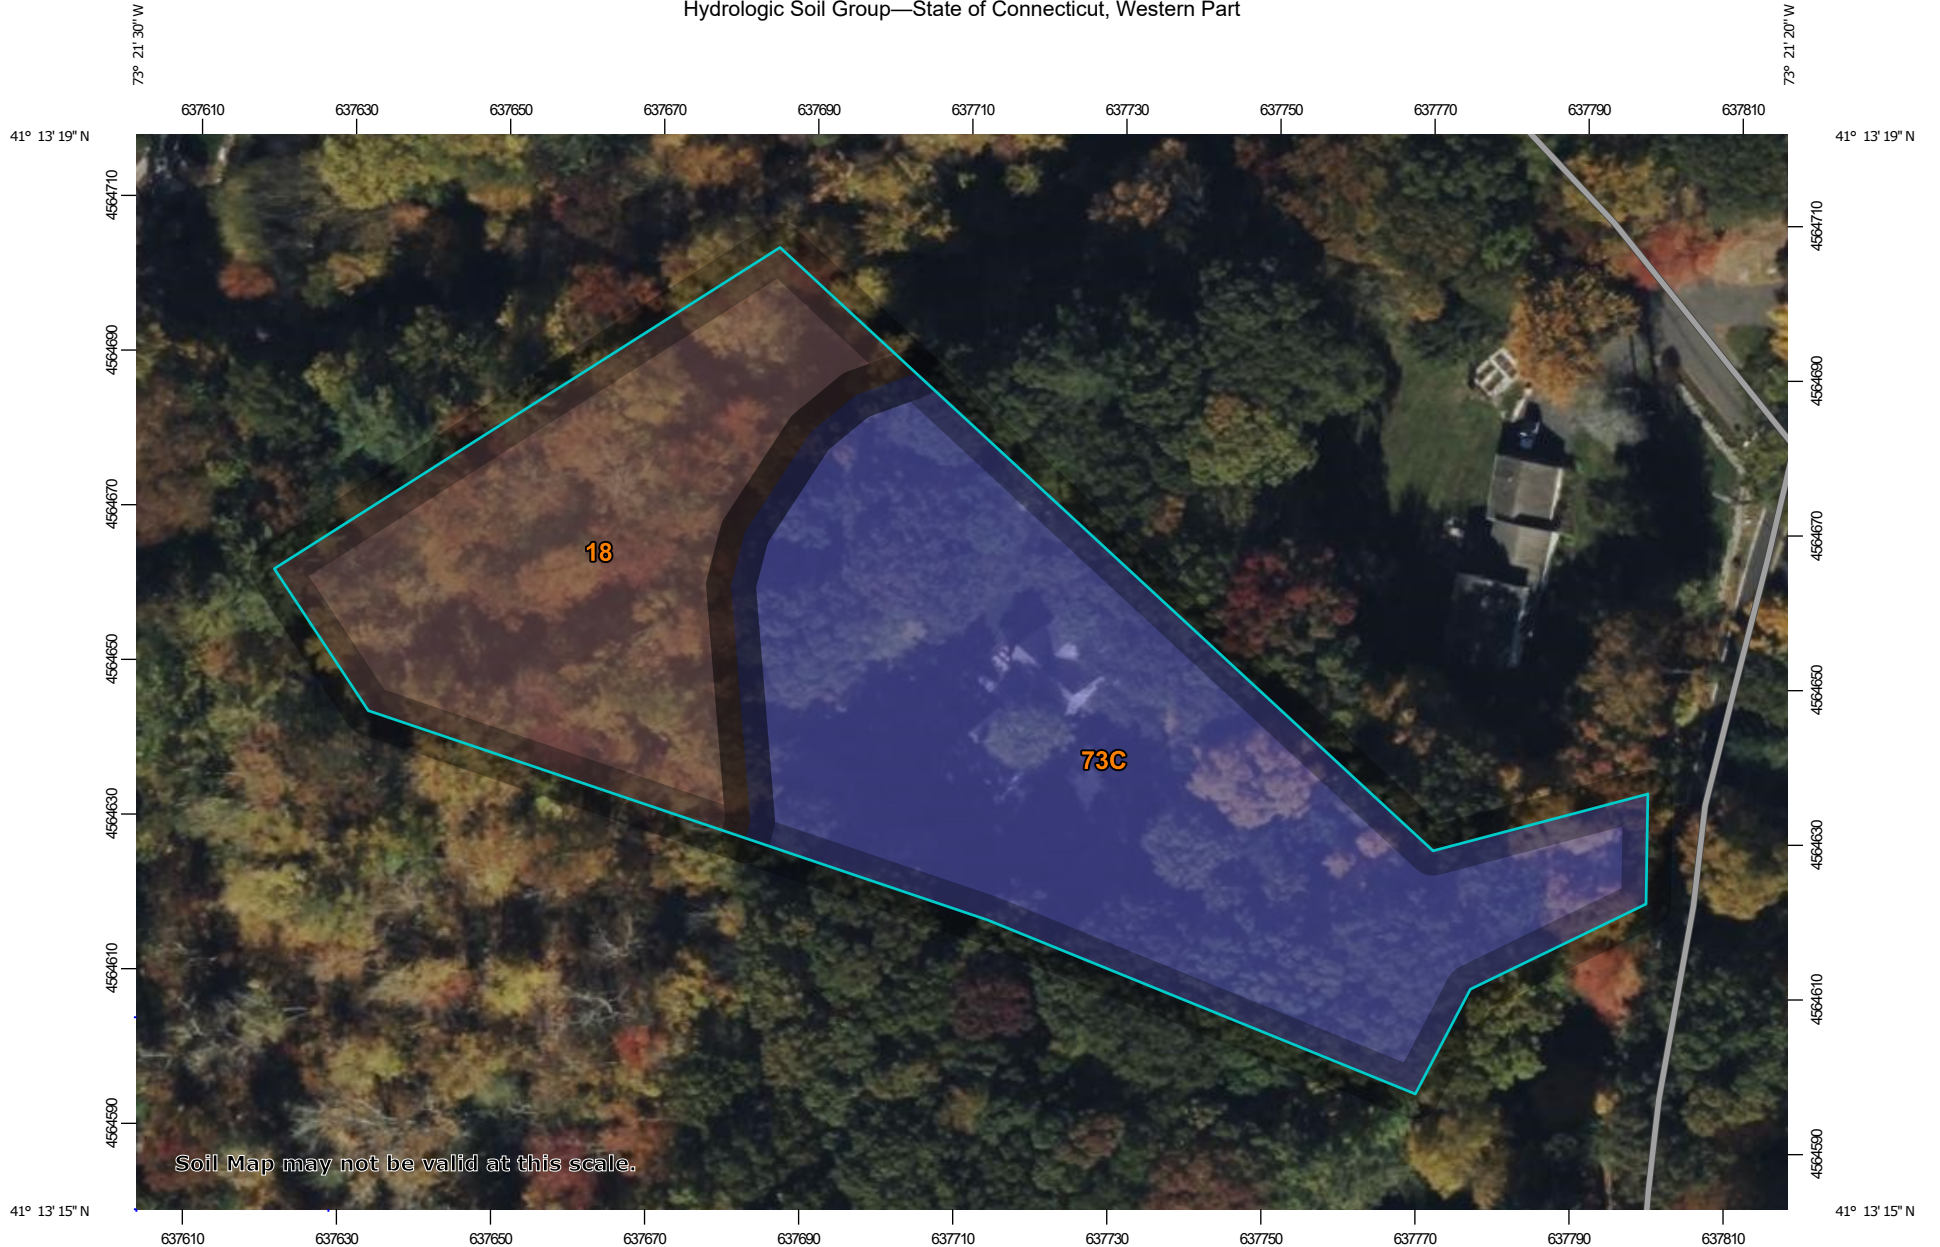 Hydrologic Soil Group—State of Connecticut, Western Part
73° 21' 30" W
73° 21' 20" W
637610 637630 637650 637670 637690 637710 637730 637750 637770 637790 637810
41° 13' 19" N
41° 13' 19" N
4564710
4564710
4564690
4564690
4564670
4564670
18
4564650
4564650
73C
4564630
4564630
4564610
4564610
4564590
4564590
Soil Map may not be valid at this scale.
41° 13' 15" N
41° 13' 15" N
637610 637630 637650 637670 637690 637710 637730 637750 637770 637790 637810